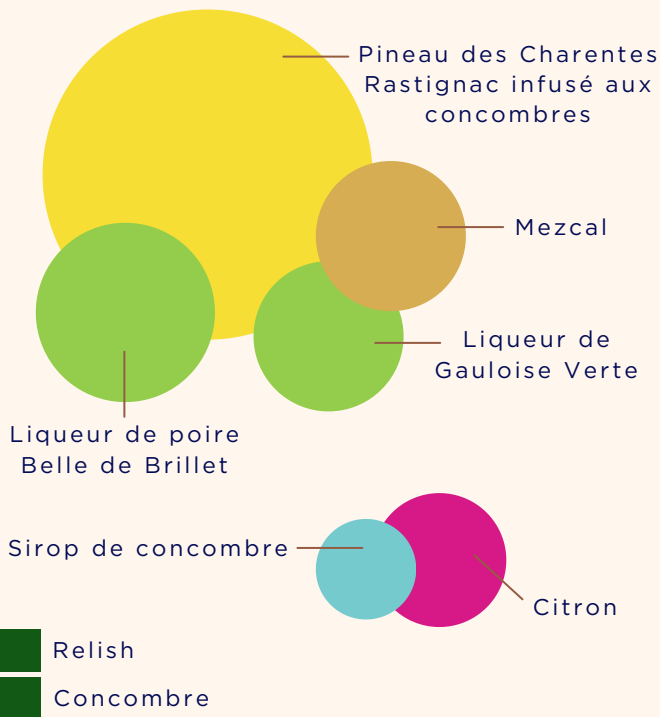 Pineau des Charentes
Rastignac infusé aux
concombres
Mezcal
Liqueur de
Gauloise Verte
Liqueur de poire
Belle de Brillet
Sirop de concombre
Citron
Relish
Concombre